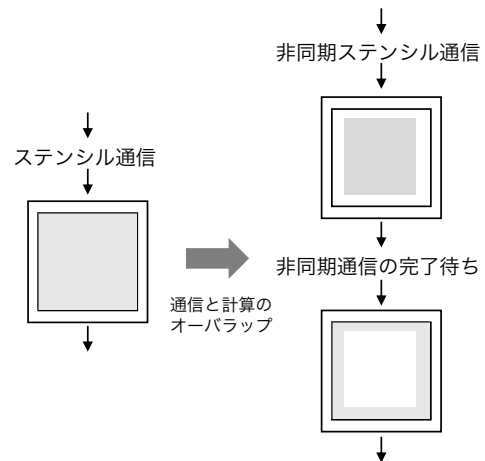 ステンシル通信
通信と計算の
オーバラップ
非同期ステンシル通信
非同期通信の完了待ち